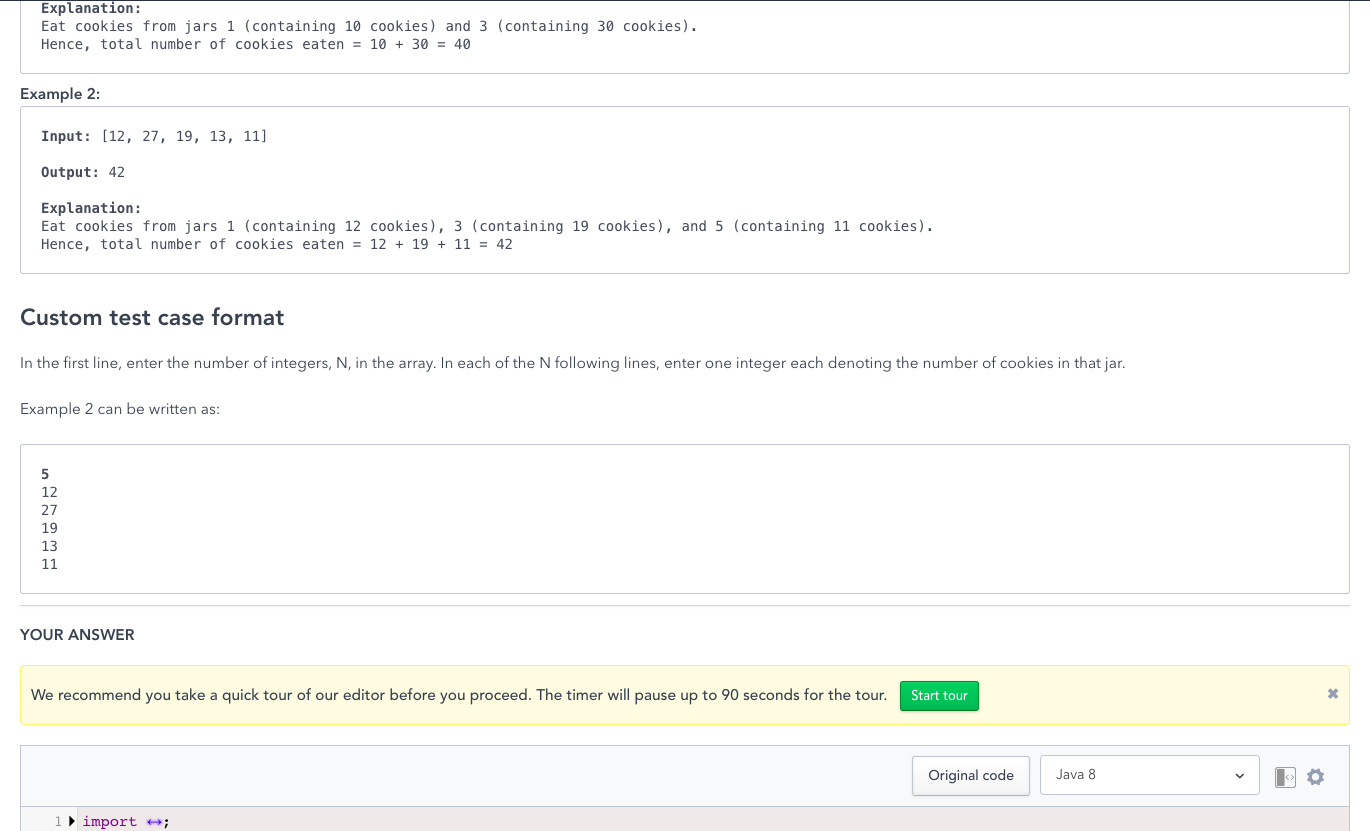 Explanation:
Eat cookies from jars 1 (containing 10 cookies) and 3 (containing 30 cookies).
Hence, total number of cookies eaten = 10 + 30 = 40
Example 2:
Input: [12, 27, 19, 13, 11]
Output: 42
Explanation:
Eat cookies from jars 1 (containing 12 cookies), 3 (containing 19 cookies), and 5 (containing 11 cookies).
Hence, total number of cookies eaten = 12 + 19 + 11 = 42
Custom test case format
In the first line, enter the number of integers, N, in the array. In each of the N following lines, enter one integer each denoting the number of cookies in that jar.
Example 2 can be written as:
5
12
27
19
13
11
YOUR ANSWER
We recommend you take a quick tour of our editor before you proceed. The timer will pause up to 90 seconds for the tour. Start tour
Original code Java 8
1 import ↔;